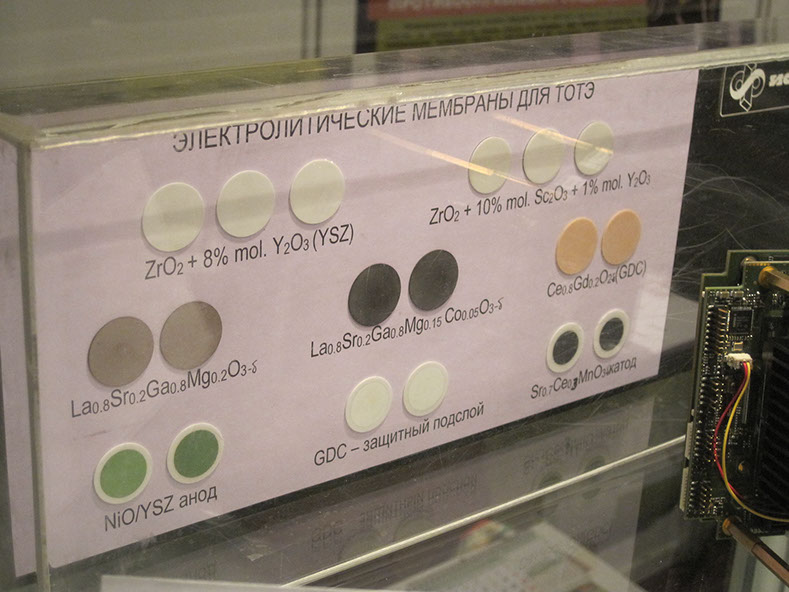 ЭЛЕКТРОЛИТИЧЕСКИЕ МЕМБРАНЫ ДЛЯ ТОТЭ
ZrO₂ + 8% mol. Y₂O₃ (YSZ)
ZrO₂ + 10% mol. Sc₂O₃ + 1% mol. Y₂O₃
La₀.₈Sr₀.₂Ga₀.₈Mg₀.₂O₃-δ
La₀.₈Sr₀.₂Ga₀.₈Mg₀.₁₅ Co₀.₀₅O₃-δ
Ce₀.₈Gd₀.₂O₂-δ(GDC)
NiO/YSZ анод
GDC – защитный подслой
Sr₀.₇Ce₀.₃MnO₃-δкатод